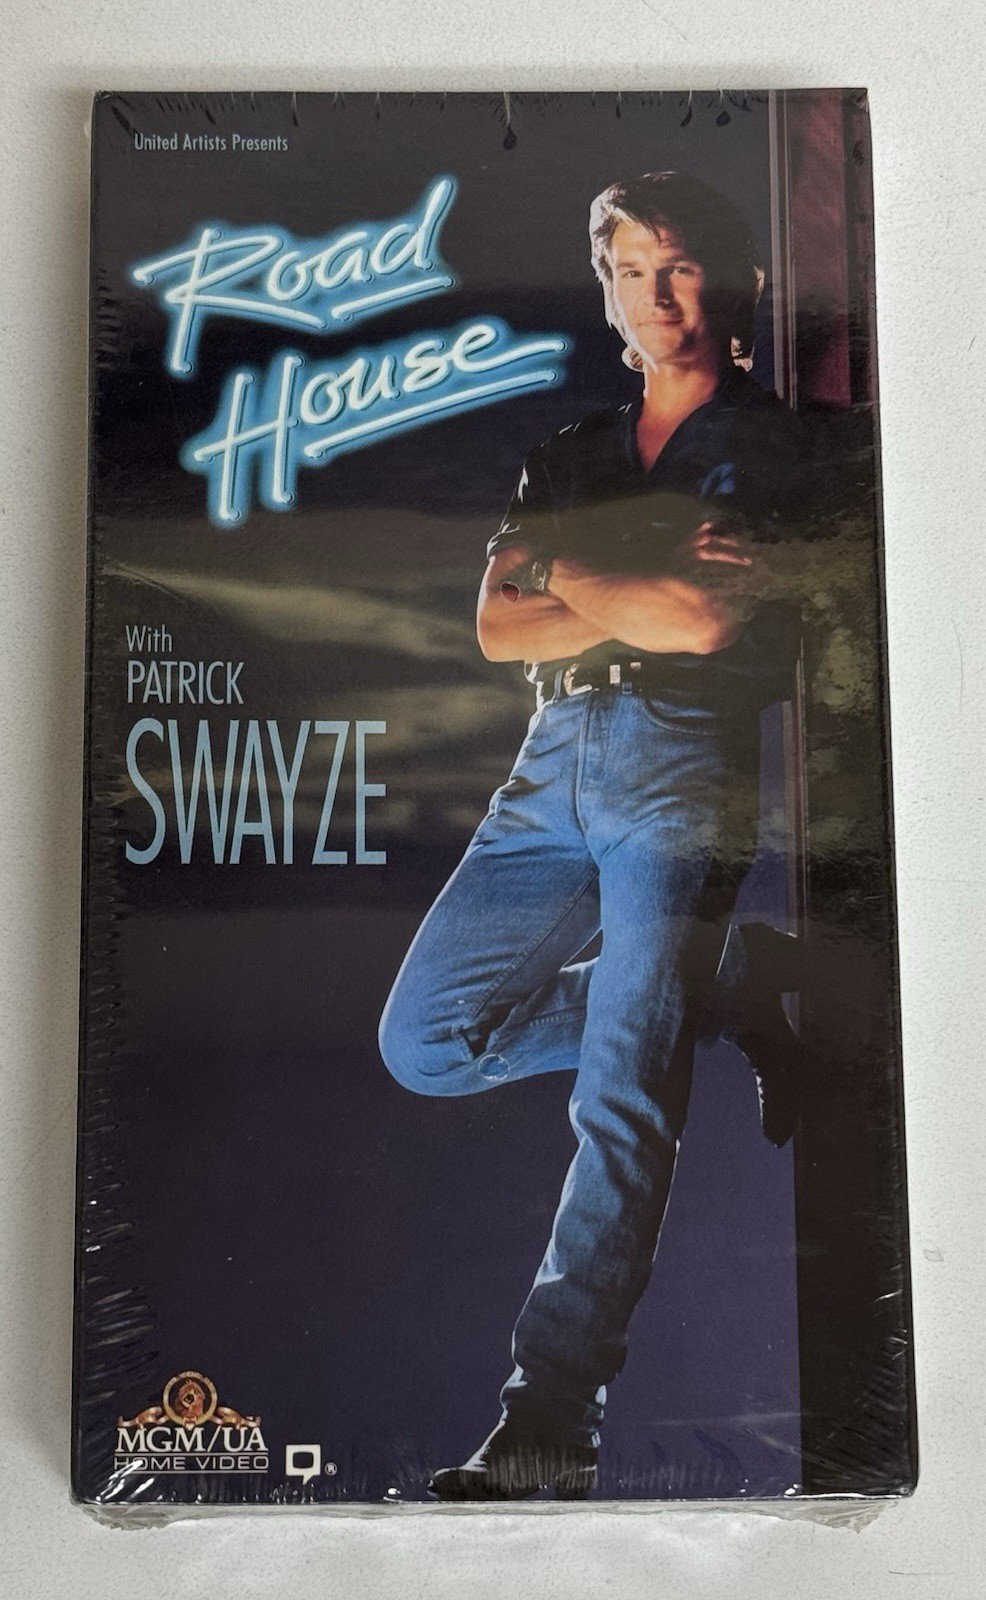 United Artists Presents
Road
House
With
PATRICK
SWAYZE
MGM/UA
HOME VIDEO
®